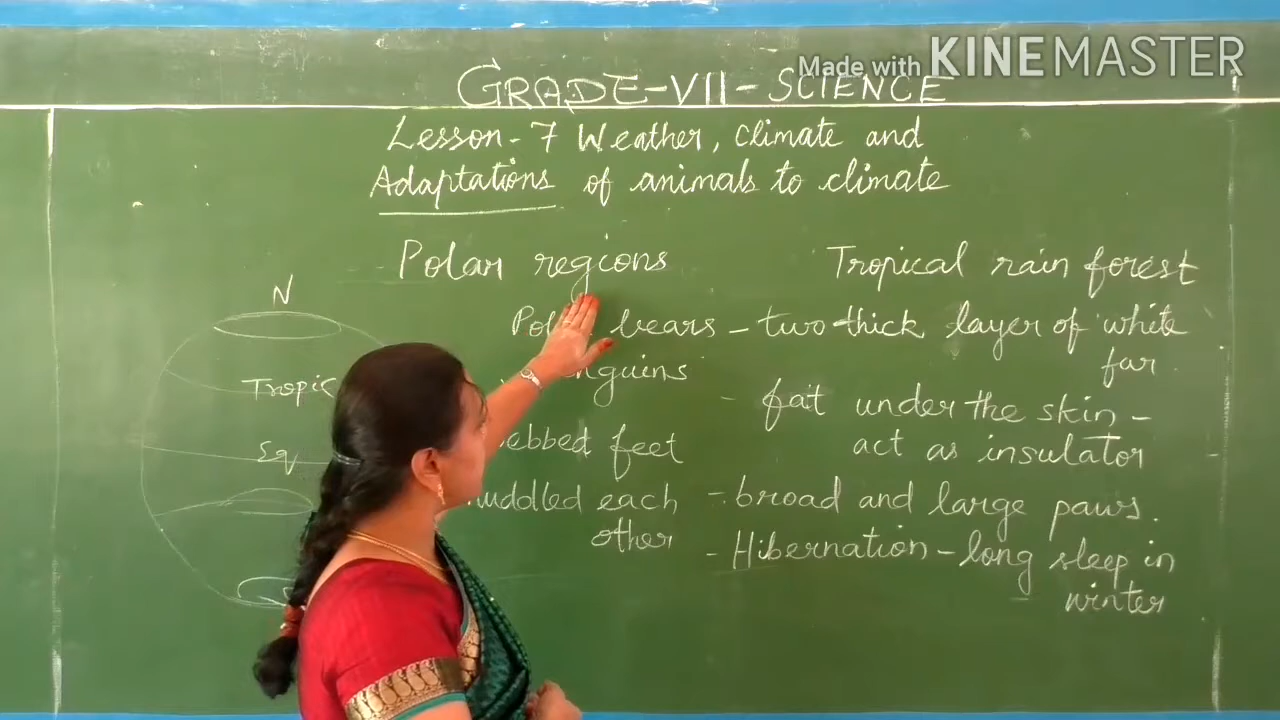 Made with KINEMASTER
GRADE-VII-SCIENCE
Lesson-7 Weather, climate and
Adaptations of animals to climate
Polar regions
Tropical rain forest
N
Tropic
Eq
bears - two thick layer of white
far.
- fat under the skin -
act as insulator
feet
each
other
- broad and large paws.
- Hibernation - long sleep in
winter